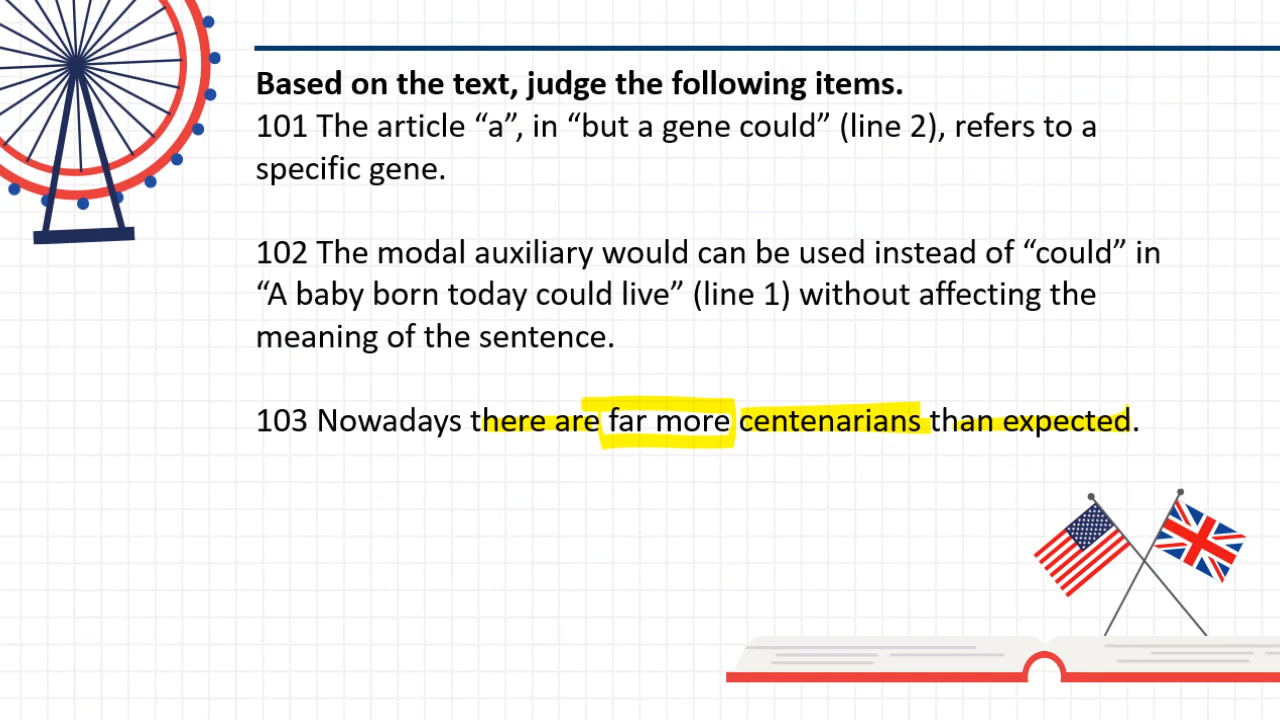 Based on the text, judge the following items.
101 The article “a”, in “but a gene could” (line 2), refers to a
specific gene.
102 The modal auxiliary would can be used instead of “could” in
“A baby born today could live” (line 1) without affecting the
meaning of the sentence.
103 Nowadays there are far more centenarians than expected.